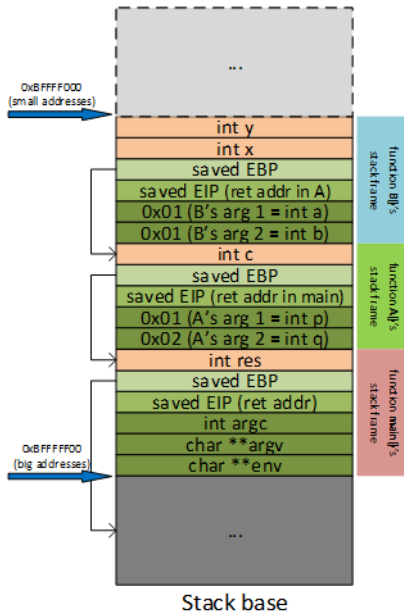 ...
0xBFFFF000
(small addresses)
int y
int x
saved EBP
saved EIP (ret addr in A)
0x01 (B's arg 1 = int a)
0x01 (B's arg 2 = int b)
function B()'s
stack frame
int c
saved EBP
saved EIP (ret addr in main)
0x01 (A's arg 1 = int p)
0x02 (A's arg 2 = int q)
function A()'s
stack frame
int res
saved EBP
saved EIP (ret addr)
int argc
char **argv
char **env
function main()'s
stack frame
0xBFFFFF00
(big addresses)
...
Stack base